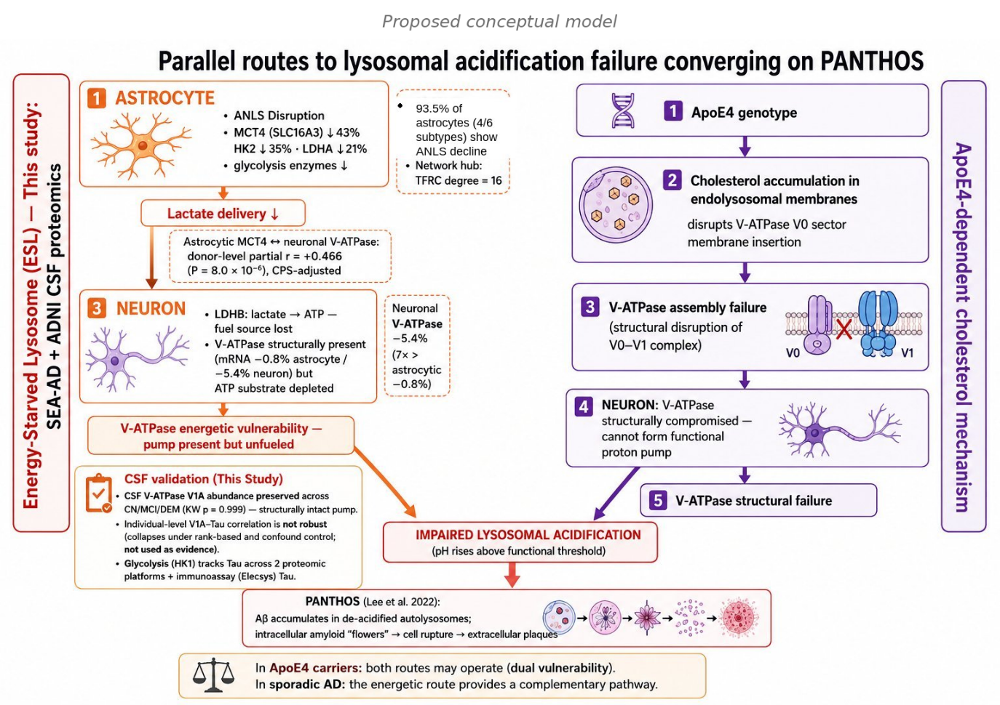 Proposed conceptual model
Parallel routes to lysosomal acidification failure converging on PANTHOS
Energy-Starved Lysosome (ESL) — This study:
SEA-AD + ADNI CSF proteomics
1 ASTROCYTE
• ANLS Disruption
• MCT4 (SLC16A3) ↓ 43%
HK2 ↓ 35% · LDHA ↓ 21%
• glycolysis enzymes ↓
• 93.5% of
astrocytes (4/6
subtypes) show
ANLS decline
• Network hub:
TFRC degree = 16
Lactate delivery ↓
Astrocytic MCT4 ↔ neuronal V-ATPase:
donor-level partial r = +0.466
(P = 8.0 × 10⁻⁶), CPS-adjusted
3 NEURON
• LDHB: lactate → ATP —
fuel source lost
• V-ATPase structurally present
(mRNA −0.8% astrocyte /
−5.4% neuron) but
ATP substrate depleted
Neuronal
V-ATPase
−5.4%
(7× >
astrocytic
−0.8%)
V-ATPase energetic vulnerability —
pump present but unfueled
CSF validation (This Study)
• CSF V-ATPase V1A abundance preserved across
CN/MCI/DEM (KW p = 0.999) — structurally intact pump.
• Individual-level V1A–Tau correlation is not robust
(collapses under rank-based and confound control;
not used as evidence).
• Glycolysis (HK1) tracks Tau across 2 proteomic
platforms + immunoassay (Elecsys) Tau.
1 ApoE4 genotype
2 Cholesterol accumulation in
endolysosomal membranes
disrupts V-ATPase V0 sector
membrane insertion
3 V-ATPase assembly failure
(structural disruption of
V0–V1 complex)
V0
V1
4 NEURON: V-ATPase
structurally compromised —
cannot form functional
proton pump
5 V-ATPase structural failure
ApoE4-dependent cholesterol mechanism
IMPAIRED LYSOSOMAL ACIDIFICATION
(pH rises above functional threshold)
PANTHOS (Lee et al. 2022):
Aβ accumulates in de-acidified autolysosomes;
intracellular amyloid “flowers” → cell rupture → extracellular plaques
In ApoE4 carriers: both routes may operate (dual vulnerability).
In sporadic AD: the energetic route provides a complementary pathway.